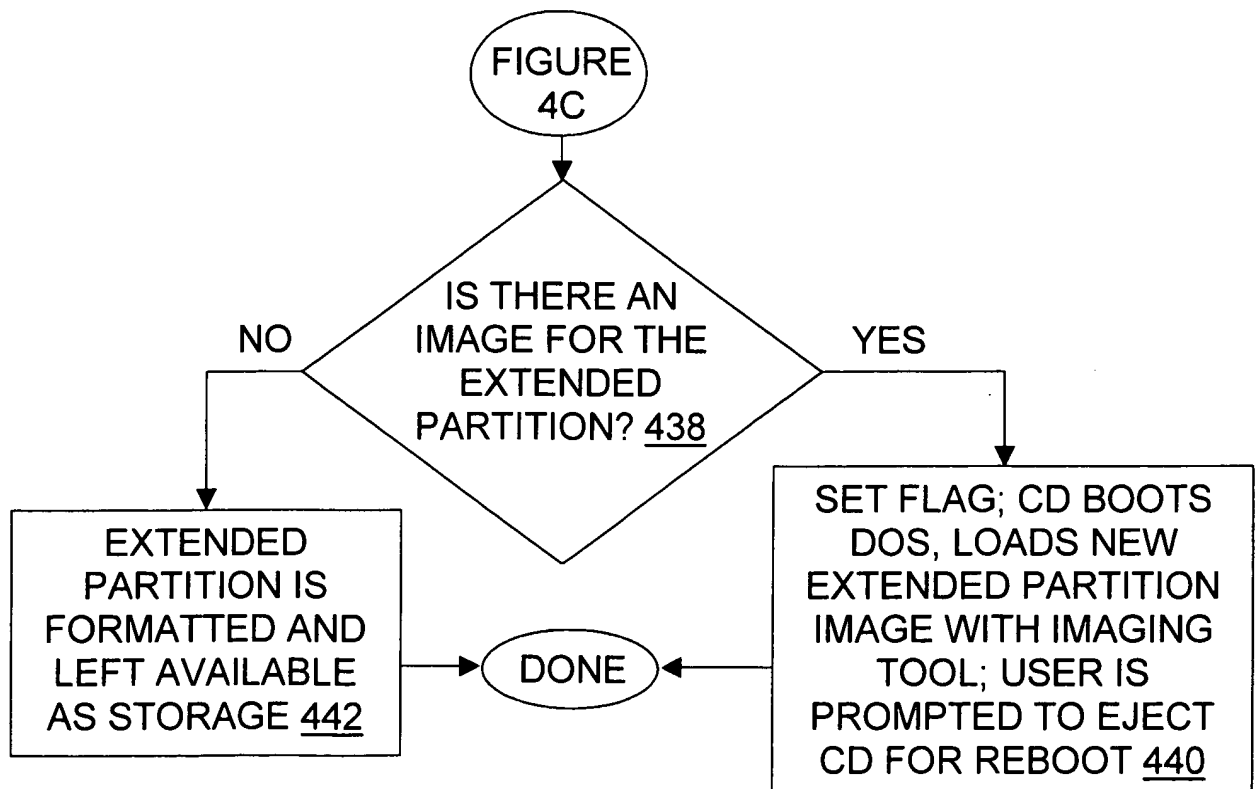 FIGURE
4C
IS THERE AN
IMAGE FOR THE
EXTENDED
PARTITION? 438
NO
YES
EXTENDED
PARTITION IS
FORMATTED AND
LEFT AVAILABLE
AS STORAGE 442
SET FLAG; CD BOOTS
DOS, LOADS NEW
EXTENDED PARTITION
IMAGE WITH IMAGING
TOOL; USER IS
PROMPTED TO EJECT
CD FOR REBOOT 440
DONE